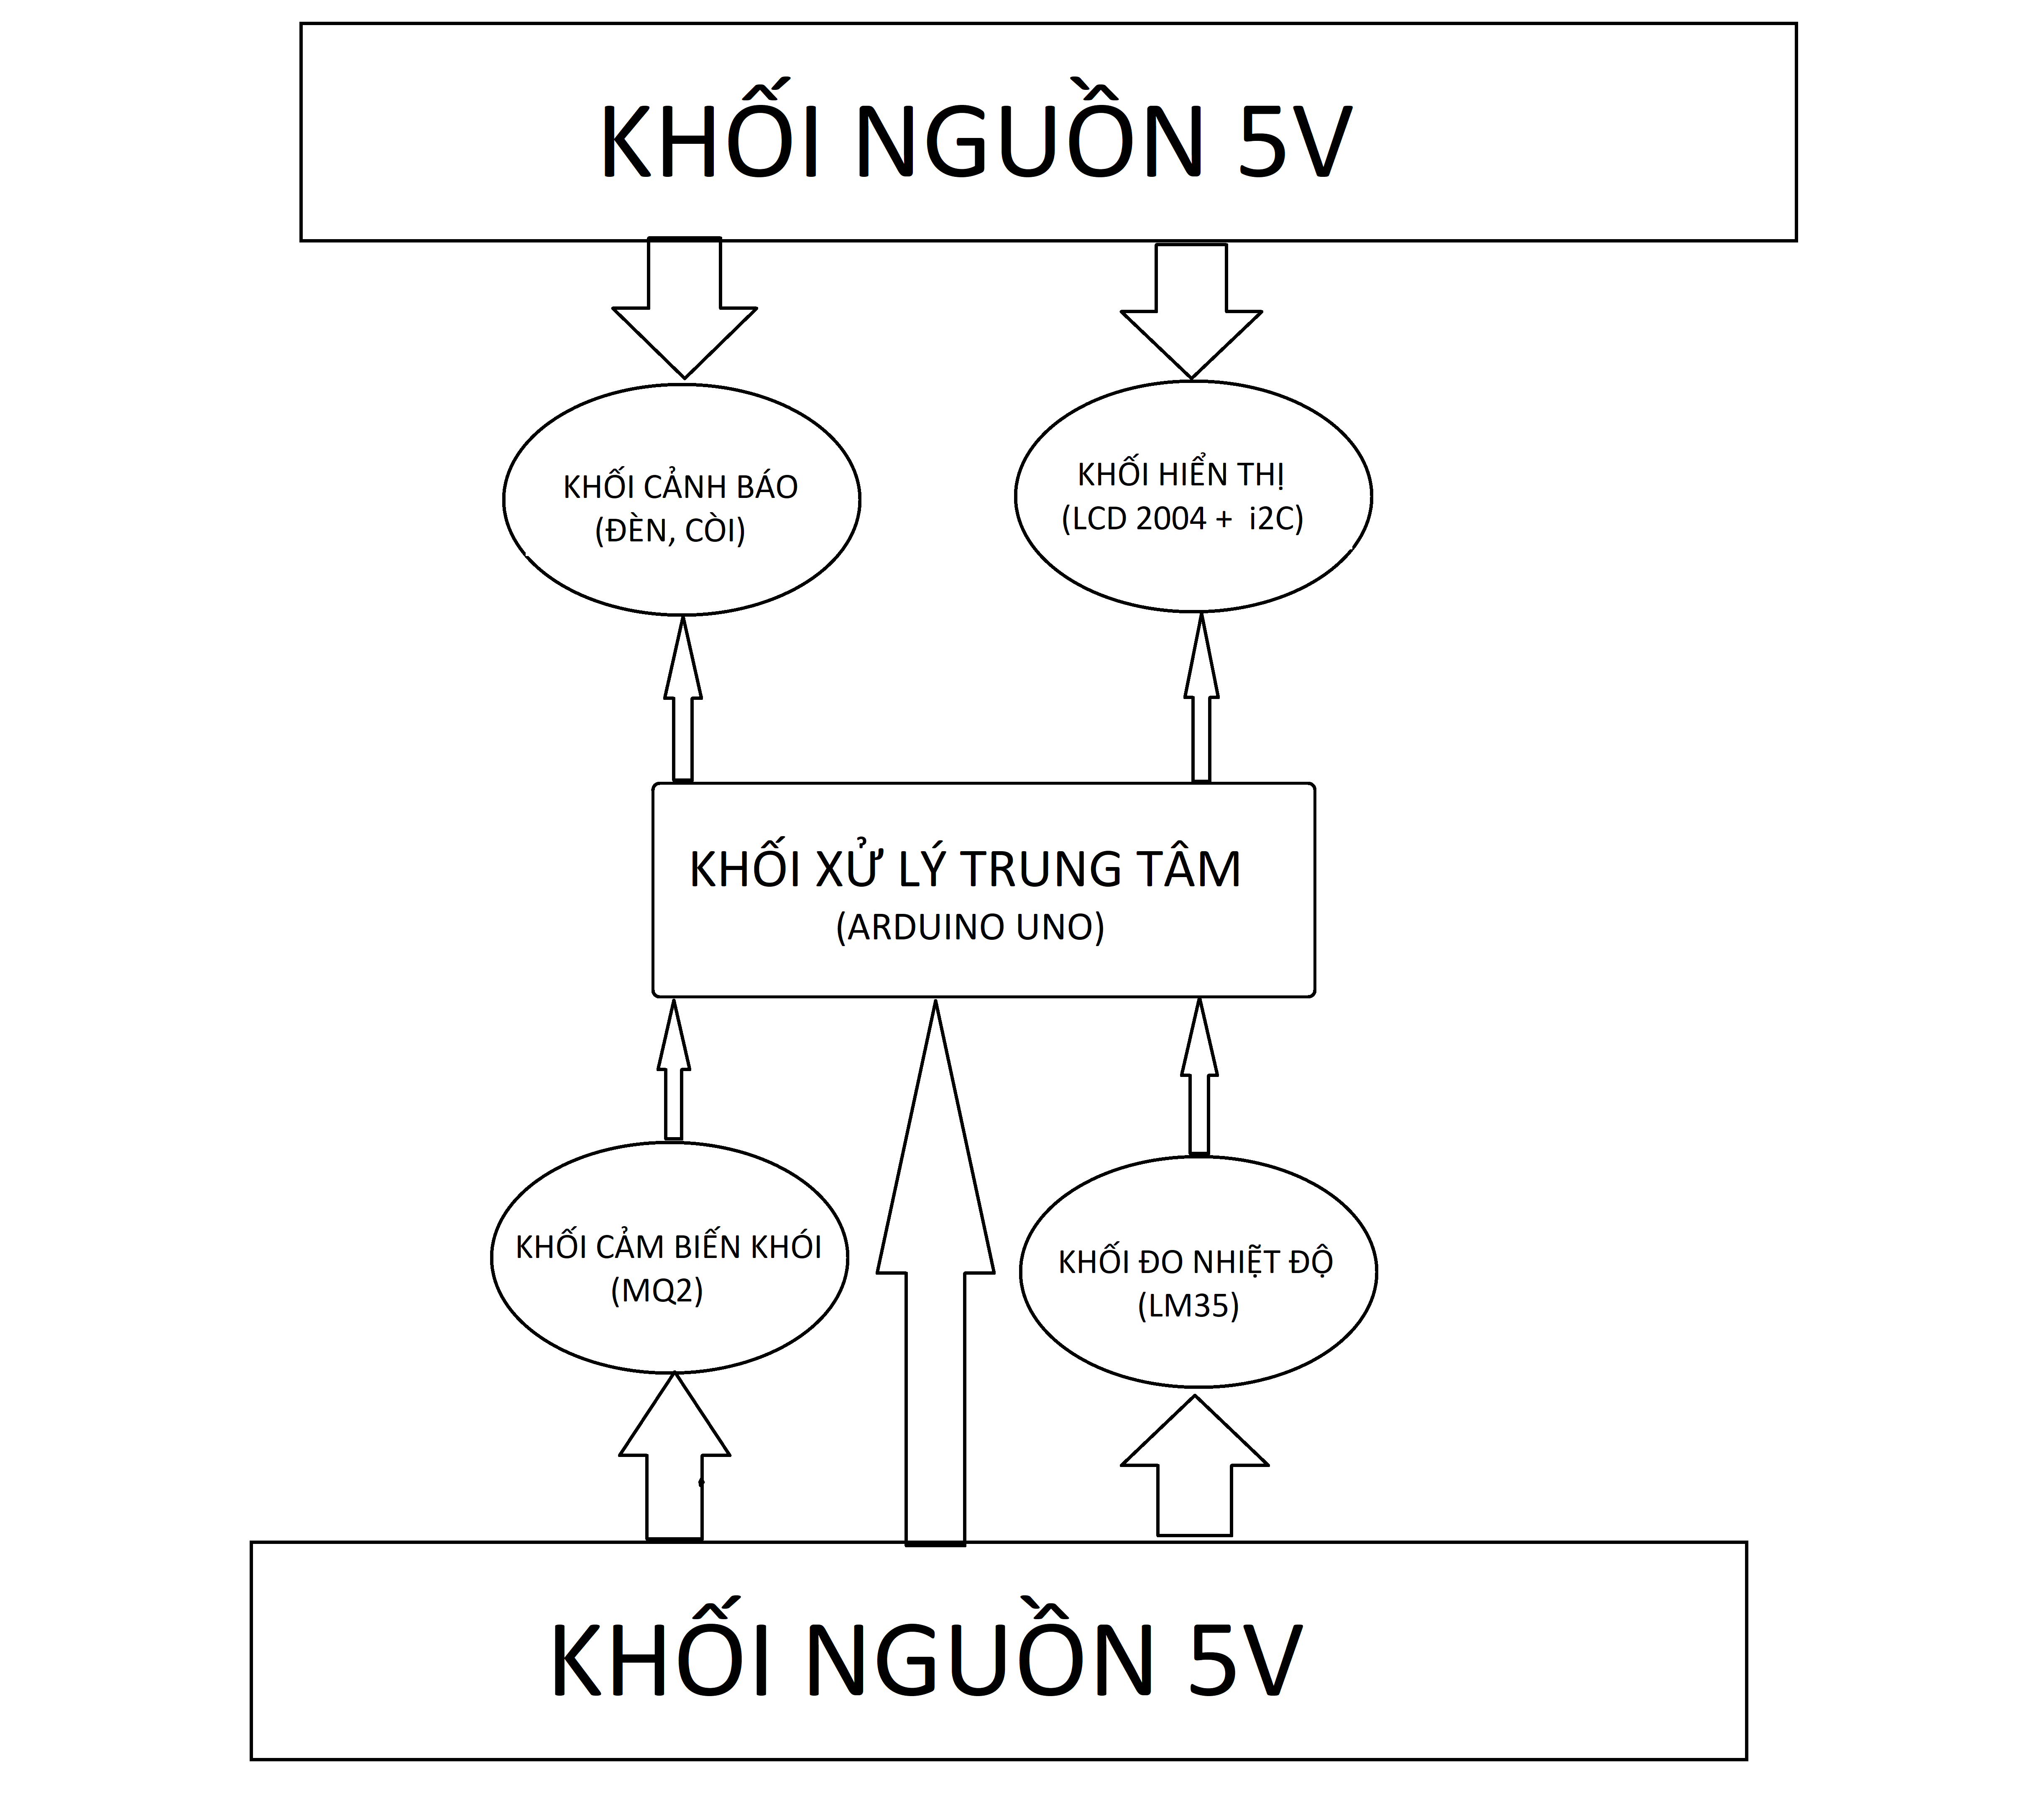 KHỐI NGUỒN 5V
KHỐI CẢNH BÁO
(ĐÈN, CÒI)
KHỐI HIỂN THỊ
(LCD 2004 + i2C)
KHỐI XỬ LÝ TRUNG TÂM
(ARDUINO UNO)
KHỐI CẢM BIẾN KHÓI
(MQ2)
KHỐI ĐO NHIẸ̃T ĐỘ
(LM35)
KHỐI NGUỒN 5V